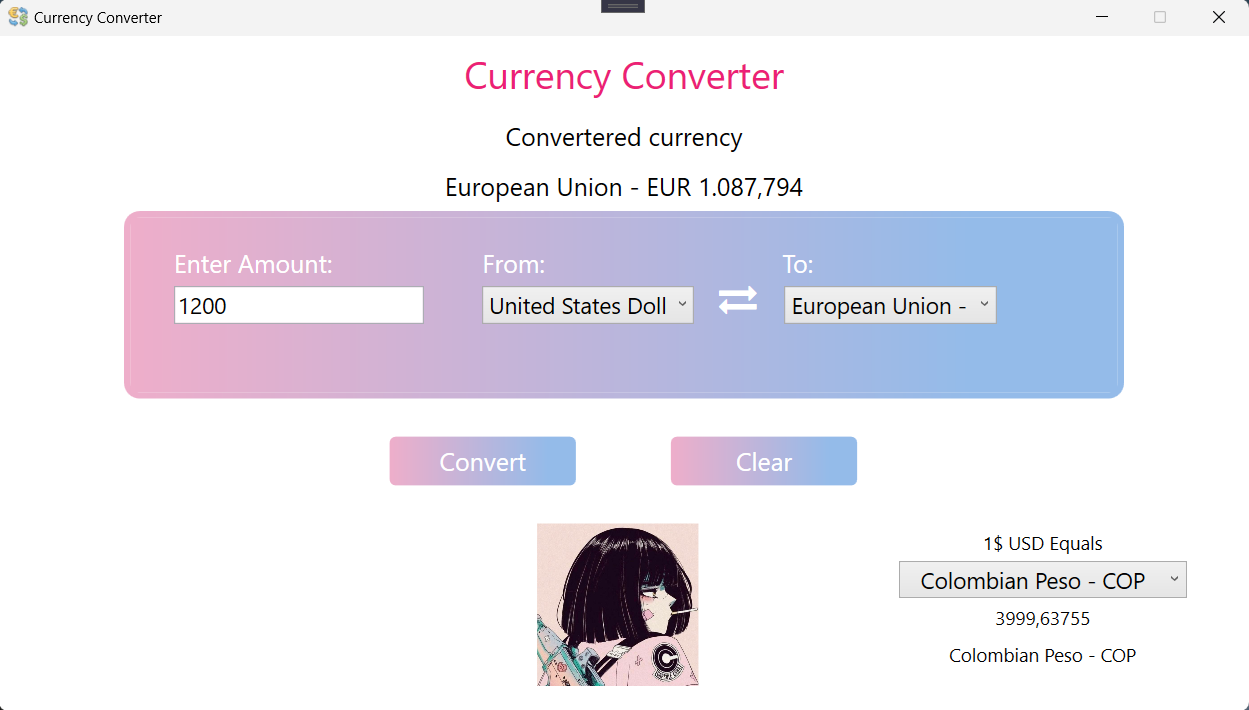 Currency Converter
Currency Converter
Convertered currency
European Union - EUR 1.087,794
Enter Amount:
From:
To:
1200
United States Doll
European Union -
Convert
Clear
1$ USD Equals
Colombian Peso - COP
3999,63755
Colombian Peso - COP